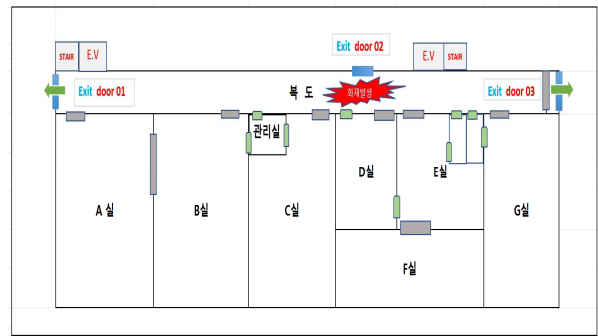 Exit door 02
STAIR E.V
E.V STAIR
Exit door 01
복 도
화재발생
Exit door 03
관리실
D실
E실
A 실
B실
C실
G실
F실